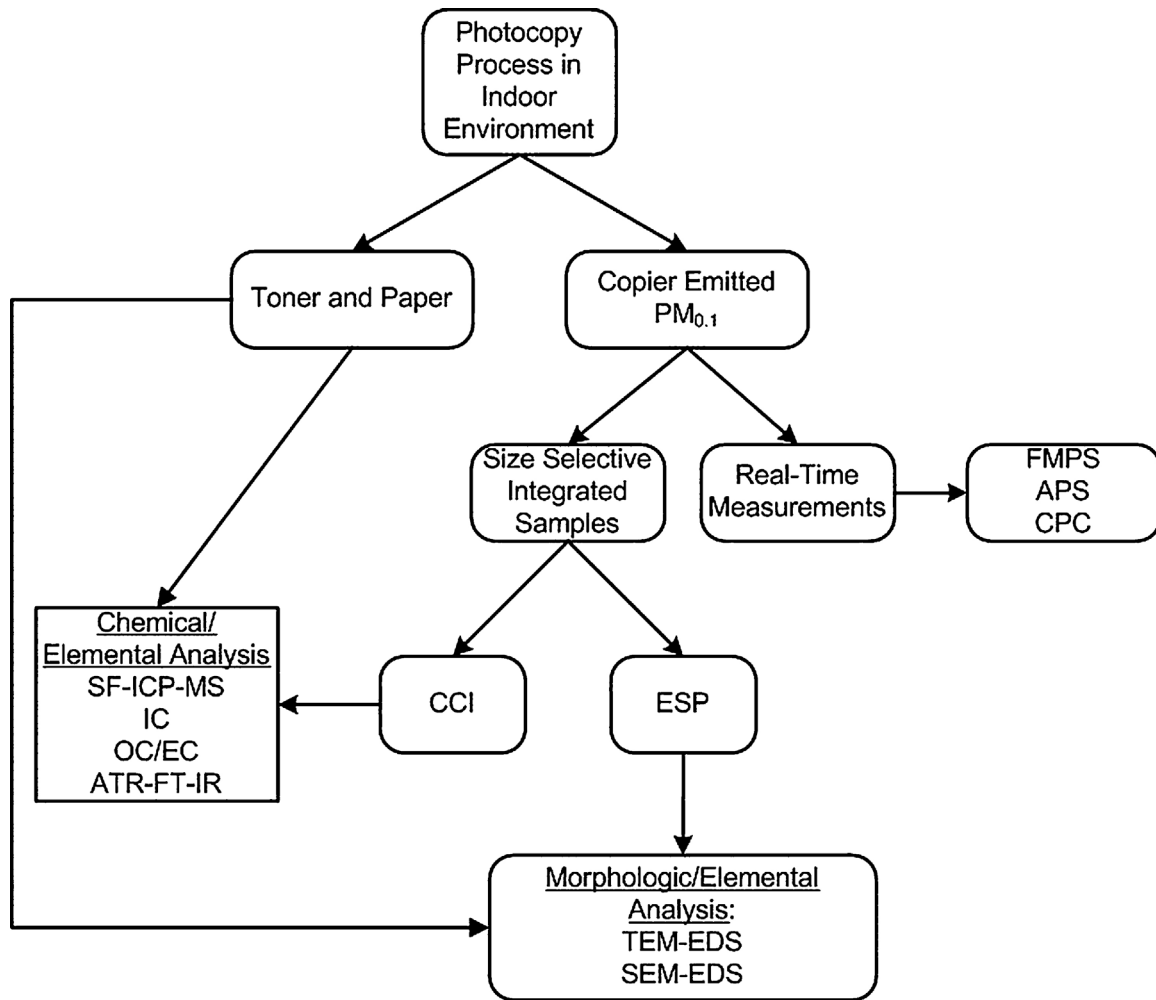 Photocopy
Process in
Indoor
Environment
Toner and Paper
Copier Emitted
PM0.1
Size Selective
Integrated
Samples
Real-Time
Measurements
FMPS
APS
CPC
Chemical/
Elemental Analysis
SF-ICP-MS
IC
OC/EC
ATR-FT-IR
CCI
ESP
Morphologic/Elemental
Analysis:
TEM-EDS
SEM-EDS